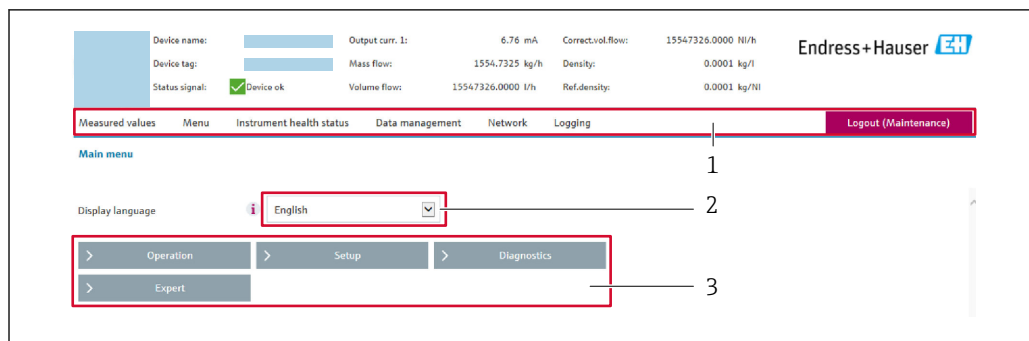 Device name: Output curr. 1: 6.76 mA Correct.vol.flow: 15547326.0000 Nl/h
Endress+Hauser EH
Device tag: Mass flow: 1554.7325 kg/h Density: 0.0001 kg/l
Status signal: Device ok Volume flow: 15547326.0000 l/h Ref.density: 0.0001 kg/Nl
Measured values Menu Instrument health status Data management Network Logging Logout (Maintenance)
1
Main menu
Display language i English 2
> Operation > Setup > Diagnostics
> Expert 3